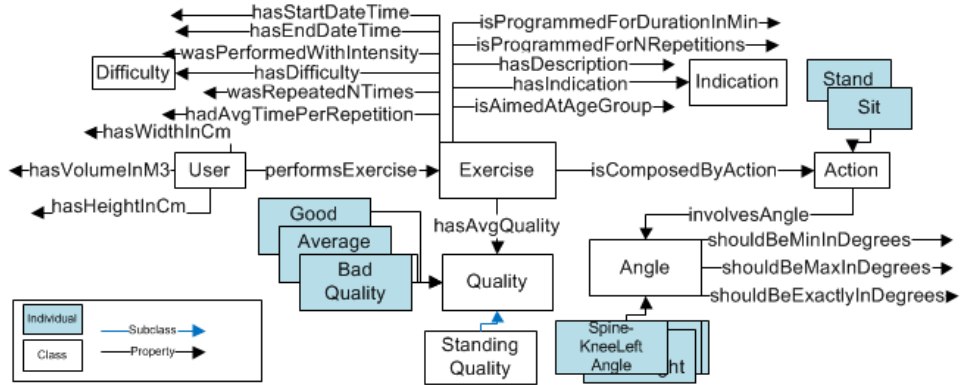 hasStartDateTime
hasEndDateTime
wasPerformedWithIntensity
Difficulty
hasDifficulty
wasRepeatedNTimes
hadAvgTimePerRepetition
isProgrammedForDurationInMin
isProgrammedForNRepetitions
hasDescription
hasIndication
Indication
isAimedAtAgeGroup
Stand
Sit
hasWidthInCm
hasVolumeInM3
User
performsExercise
Exercise
isComposedByAction
Action
hasHeightInCm
Good
Average
Bad
Quality
hasAvgQuality
Quality
involvesAngle
Angle
shouldBeMinInDegrees
shouldBeMaxInDegrees
shouldBeExactlyInDegrees
Individual
Class
Subclass
Property
Standing
Quality
Spine-
KneeLeft
Angle
ght